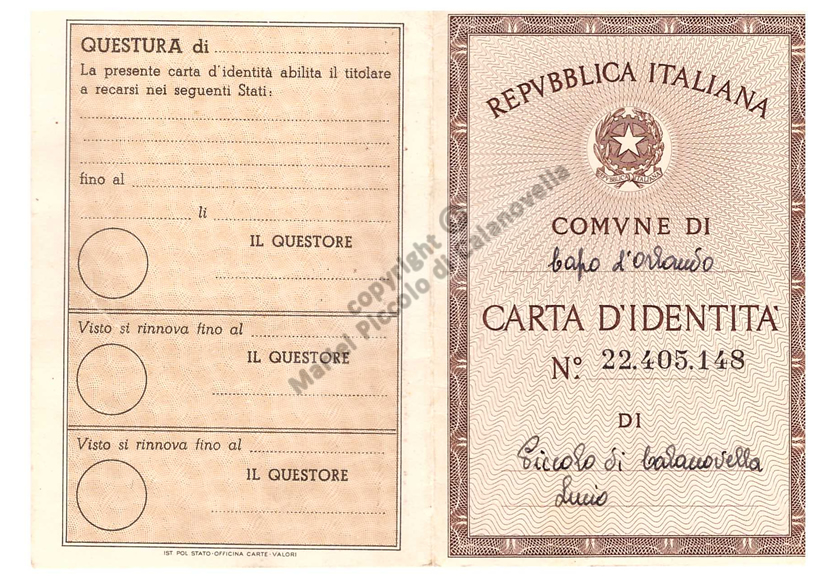 QUESTURA di
La presente carta d'identità abilita il titolare
a recarsi nei seguenti Stati:
fino al
li
IL QUESTORE
Visto si rinnova fino al
IL QUESTORE
Visto si rinnova fino al
IL QUESTORE
IST POL STATO-OFFICINA CARTE-VALORI
REPVBBLICA ITALIANA
REPVBBLICA ITALIANA
COMVNE DI
Capo d'Orlando
CARTA D'IDENTITA'
N.º 22.405.148
DI
Piccolo di Calanovella
Lucio
copyright ©
Martel Piccolo di Calanovella